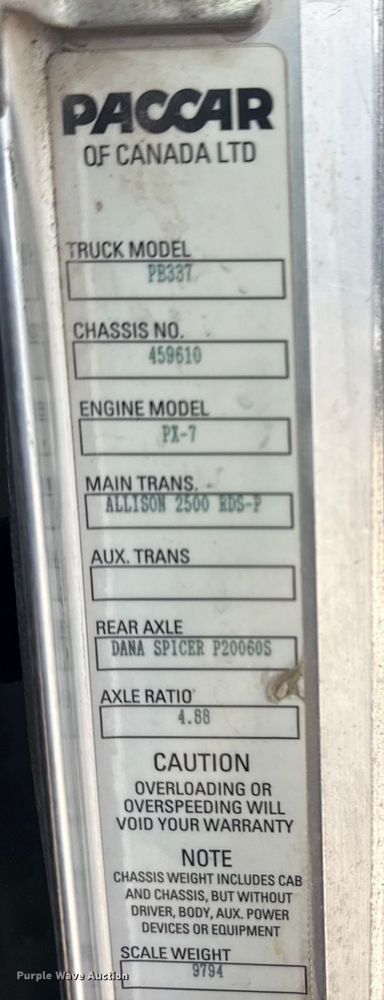 PACCAR
OF CANADA LTD
TRUCK MODEL
PB337
CHASSIS NO.
459610
ENGINE MODEL
PX-7
MAIN TRANS.
ALLISON 2500 RDS-P
AUX. TRANS
REAR AXLE
DANA SPICER P20060S
AXLE RATIO
4.88
CAUTION
OVERLOADING OR
OVERSPEEDING WILL
VOID YOUR WARRANTY
NOTE
CHASSIS WEIGHT INCLUDES CAB
AND CHASSIS, BUT WITHOUT
DRIVER, BODY, AUX. POWER
DEVICES OR EQUIPMENT
SCALE WEIGHT
9794
Purple Wave Auction